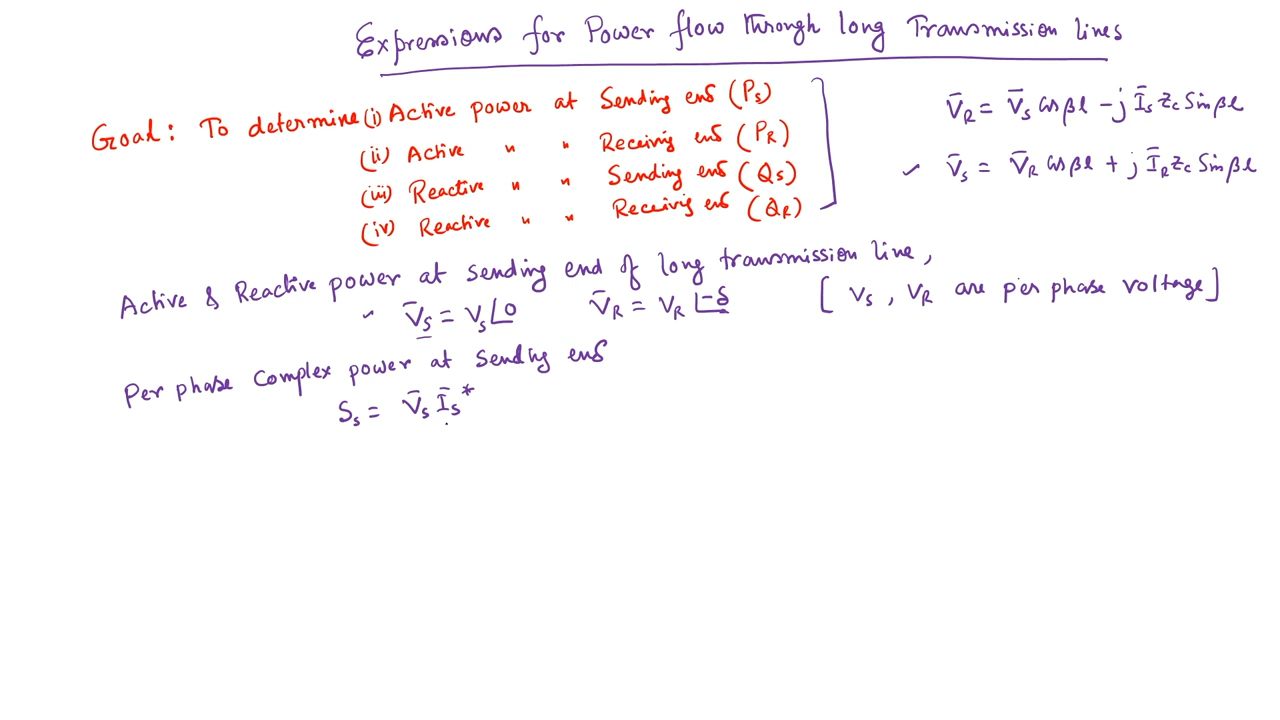 Expressions for Power flow through long Transmission lines
Goal: To determine (i) Active power at Sending end (Ps)
(ii) Active " " Receiving end (PR)
(iii) Reactive " " Sending end (Qs)
(iv) Reactive " " Receiving end (QR)
V̄R = V̄s cos βl - j Īs Zc Sin βl
✓ V̄s = V̄R cos βl + j ĪR Zc Sin βl
Active & Reactive power at sending end of long transmission line,
✓ V̄s = Vs∠0 V̄R = VR∠-δ [Vs, VR are per phase voltage]
Per phase Complex power at Sending end
Ss = V̄s Īs*